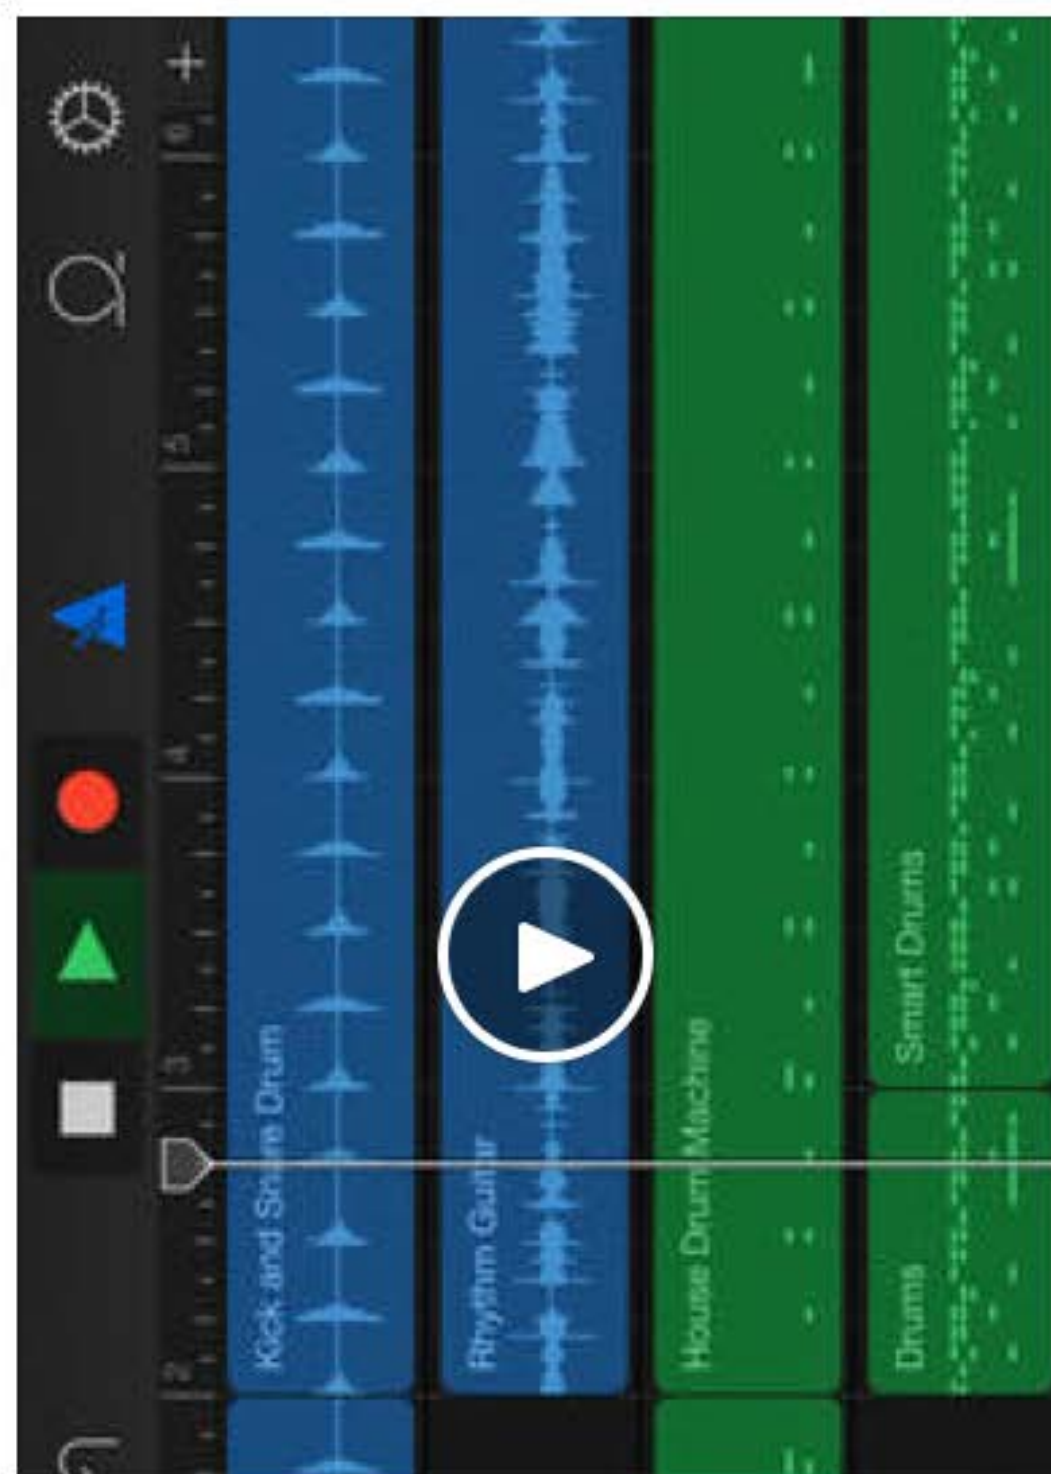 2
3
4
5
6
Kick and Snare Drum
Rhythm Guitar
House Drum Machine
Drums
Smart Drums